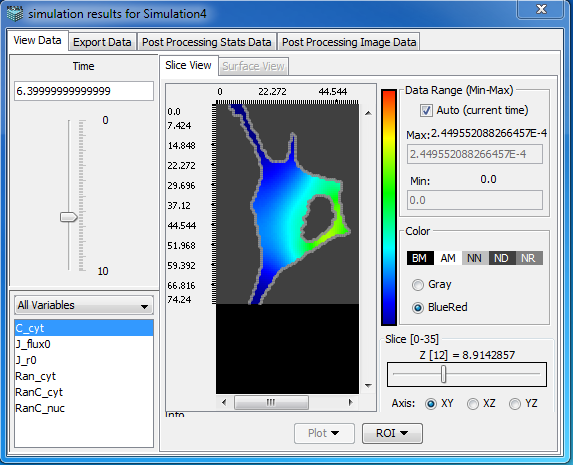 simulation results for Simulation4
View Data Export Data Post Processing Stats Data Post Processing Image Data
Time
6.39999999999999
0
10
All Variables
C_cyt
J_flux0
J_r0
Ran_cyt
RanC_cyt
RanC_nuc
Slice View Surface View
0 22.272 44.544
0.0
7.424
14.848
22.272
29.696
37.12
44.544
51.968
59.392
66.816
74.24
Info
Data Range (Min-Max)
Auto (current time)
Max: 2.449552088266457E-4
2.449552088266457E-4
Min: 0.0
0.0
Color
BM AM NN ND NR
Gray
BlueRed
Slice [0-35]
Z [12] = 8.9142857
Axis: XY XZ YZ
Plot ROI